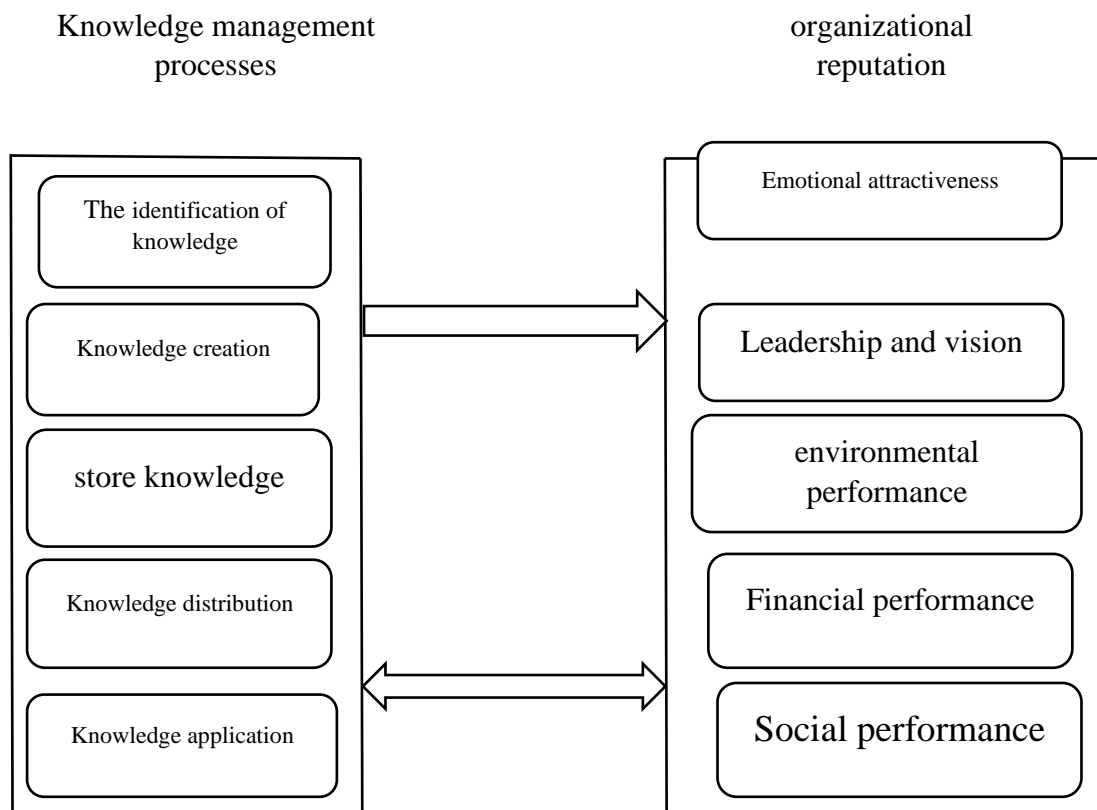 Knowledge management
processes
organizational
reputation
The identification of
knowledge
Knowledge creation
store knowledge
Knowledge distribution
Knowledge application
Emotional attractiveness
Leadership and vision
environmental
performance
Financial performance
Social performance